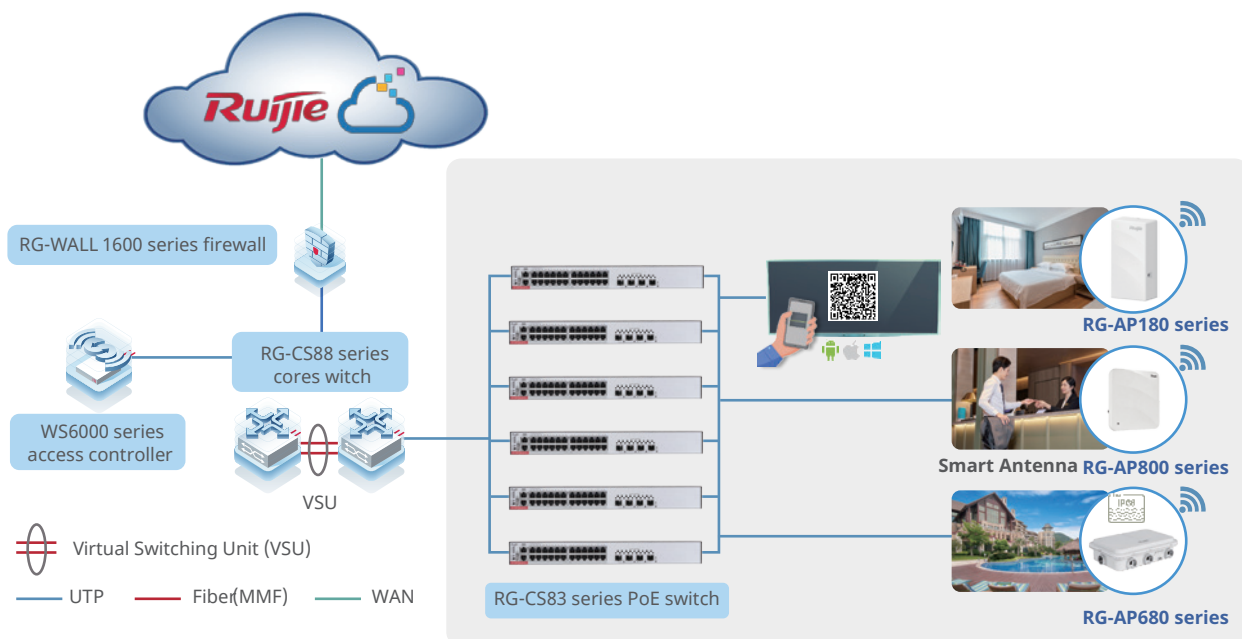 Ruijie
RG-WALL 1600 series firewall
RG-CS88 series
cores witch
WS6000 series
access controller
VSU
Virtual Switching Unit (VSU)
UTP
Fiber(MMF)
WAN
RG-CS83 series PoE switch
RG-AP180 series
Smart Antenna
RG-AP800 series
IP68
RG-AP680 series